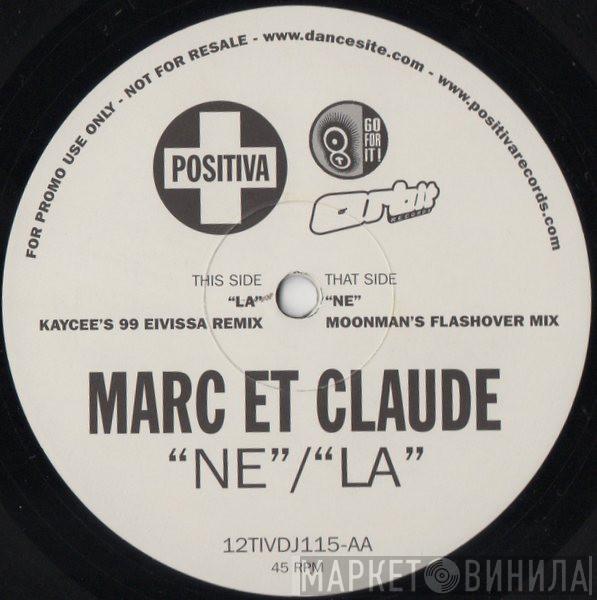 FOR PROMO USE ONLY - NOT FOR RESALE - www.dancesite.com - www.positivarecords.com
POSITIVA
GO
FOR
IT!
Orbit
RECORDS
THIS SIDE
"LA"
KAYCEE'S 99 EIVISSA REMIX
THAT SIDE
"NE"
MOONMAN'S FLASHOVER MIX
MARC ET CLAUDE
"NE"/"LA"
12TIVDJ115-AA
45 RPM
МАРКЕТ ВИНИЛА